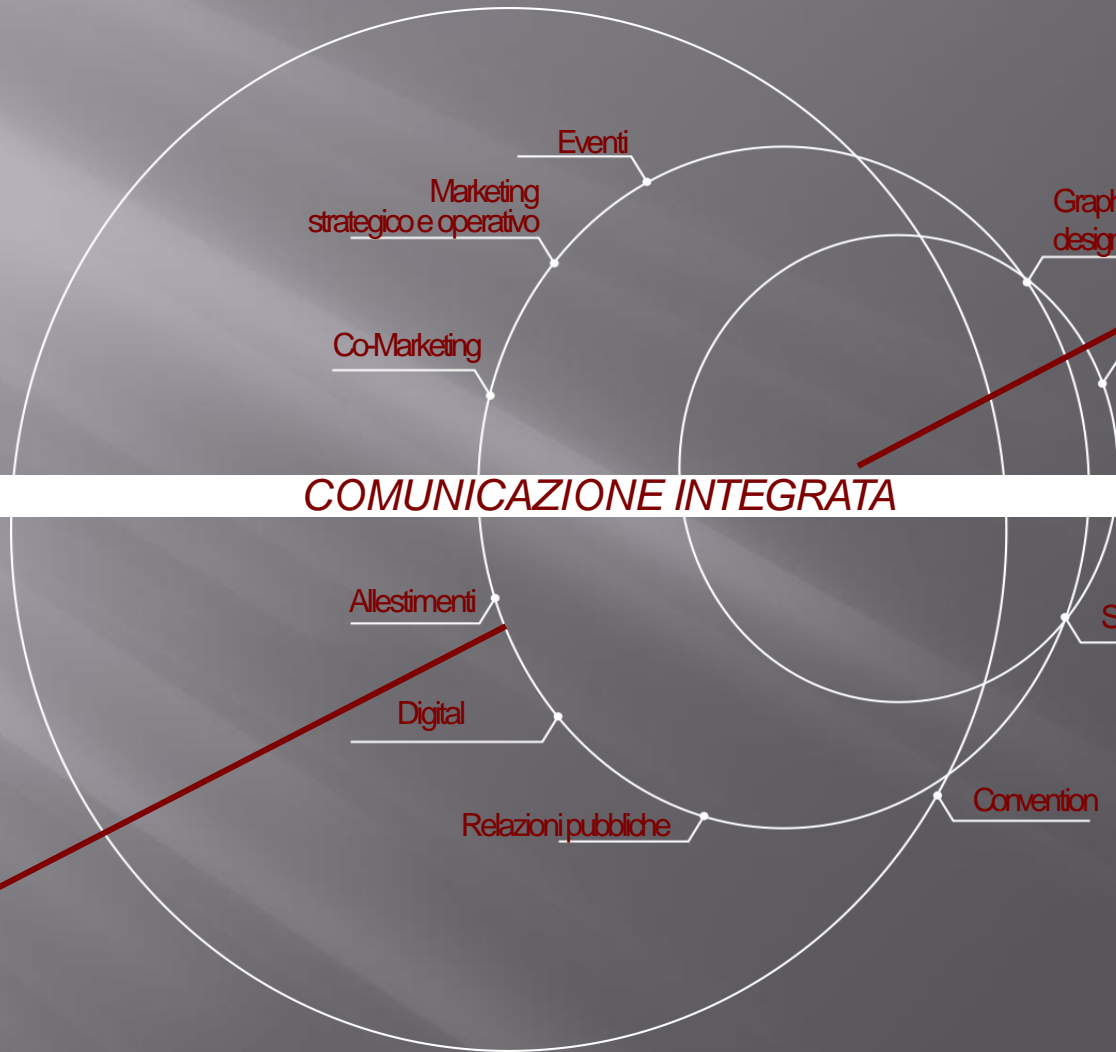 Eventi
Marketing
strategico e operativo
Co-Marketing
COMUNICAZIONE INTEGRATA
Allestimenti
Digital
Relazioni pubbliche
Convention